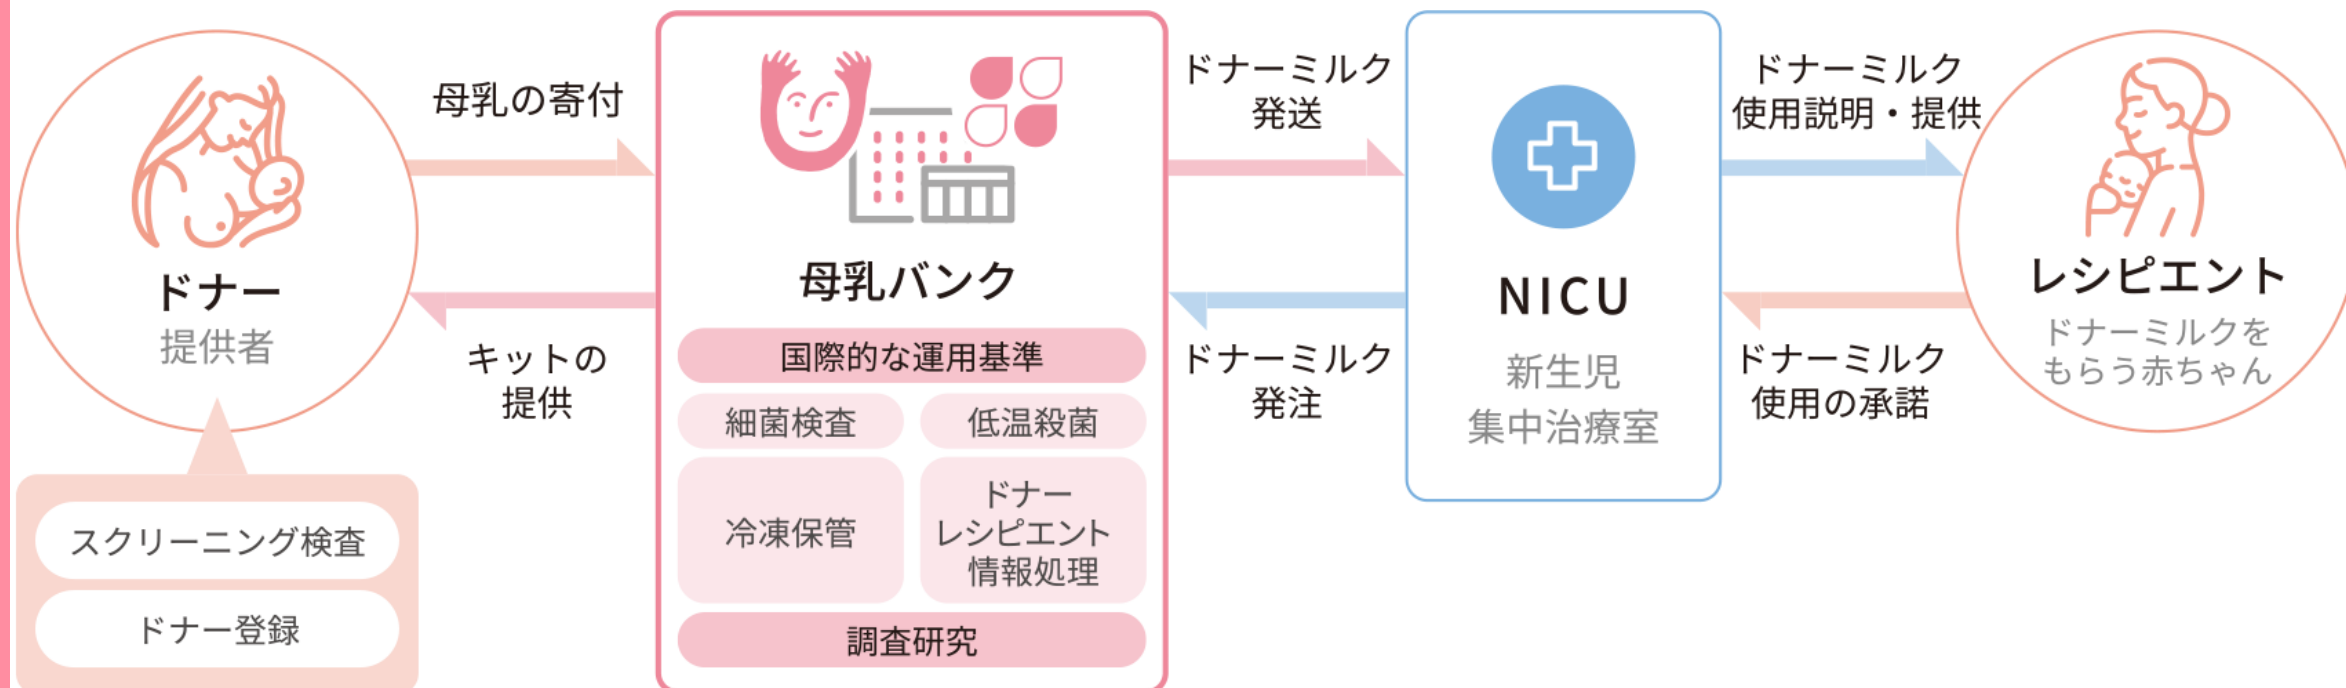 ドナー
提供者
スクリーニング検査
ドナー登録
母乳の寄付
キットの
提供
母乳バンク
国際的な運用基準
細菌検査
低温殺菌
冷凍保管
ドナー
レシピエント
情報処理
調査研究
ドナーミルク
発送
ドナーミルク
発注
NICU
新生児
集中治療室
ドナーミルク
使用説明・提供
ドナーミルク
使用の承諾
レシピエント
ドナーミルクを
もらう赤ちゃん